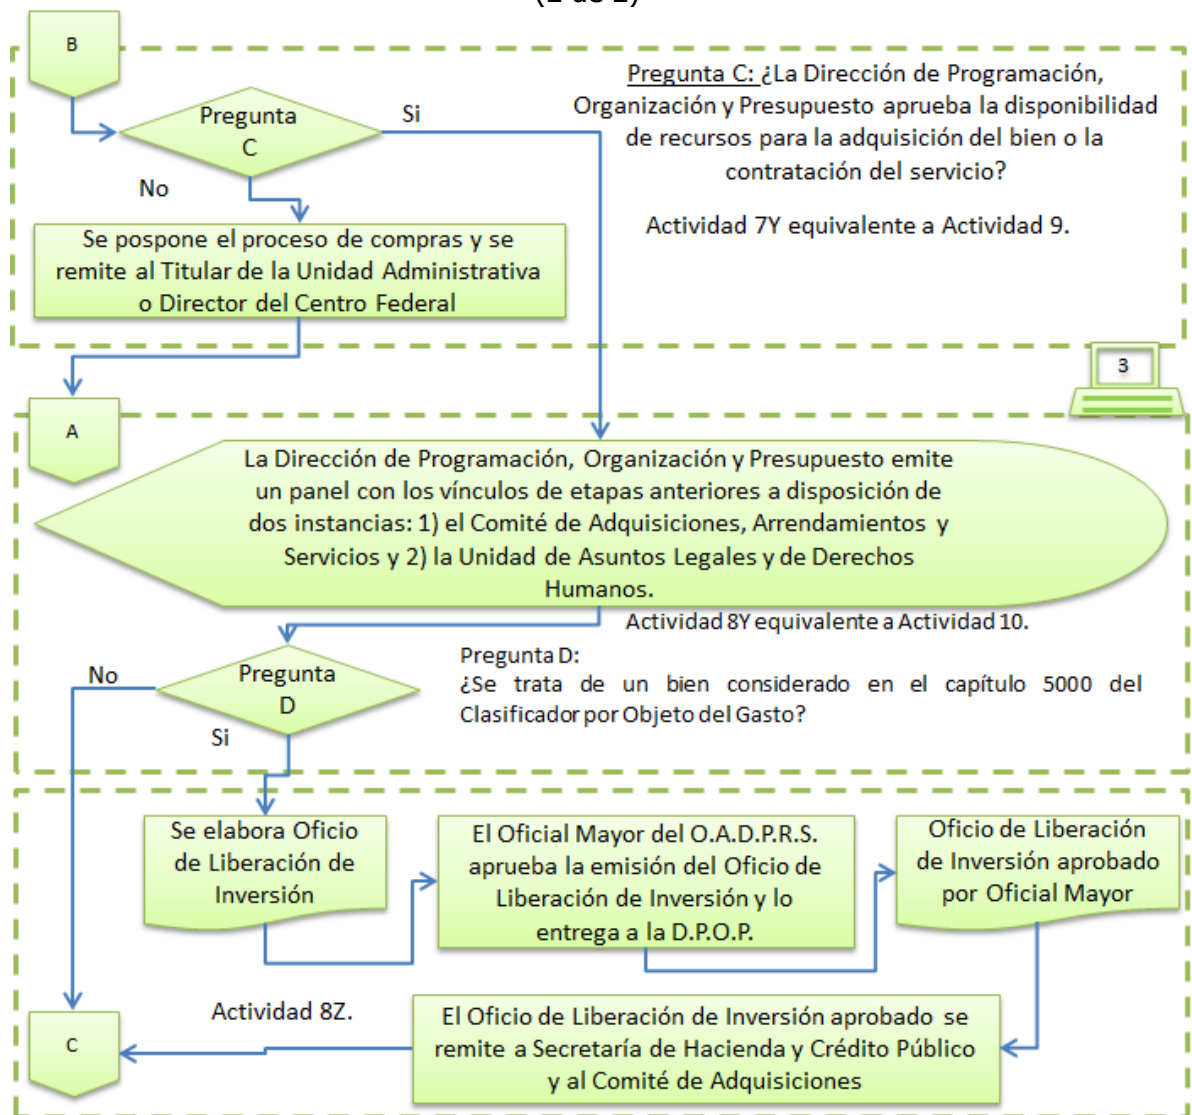 (2 de 2)
B
Pregunta C: ¿La Dirección de Programación,
Organización y Presupuesto aprueba la disponibilidad
de recursos para la adquisición del bien o la
contratación del servicio?
Actividad 7Y equivalente a Actividad 9.
Pregunta
C
Si
No
Se pospone el proceso de compras y se
remite al Titular de la Unidad Administrativa
o Director del Centro Federal
3
A
La Dirección de Programación, Organización y Presupuesto emite
un panel con los vínculos de etapas anteriores a disposición de
dos instancias: 1) el Comité de Adquisiciones, Arrendamientos y
Servicios y 2) la Unidad de Asuntos Legales y de Derechos
Humanos.
Actividad 8Y equivalente a Actividad 10.
Pregunta D:
¿Se trata de un bien considerado en el capítulo 5000 del
Clasificador por Objeto del Gasto?
Pregunta
D
No
Si
Se elabora Oficio
de Liberación de
Inversión
El Oficial Mayor del O.A.D.P.R.S.
aprueba la emisión del Oficio de
Liberación de Inversión y lo
entrega a la D.P.O.P.
Oficio de Liberación
de Inversión aprobado
por Oficial Mayor
Actividad 8Z.
El Oficio de Liberación de Inversión aprobado se
remite a Secretaría de Hacienda y Crédito Público
y al Comité de Adquisiciones
C